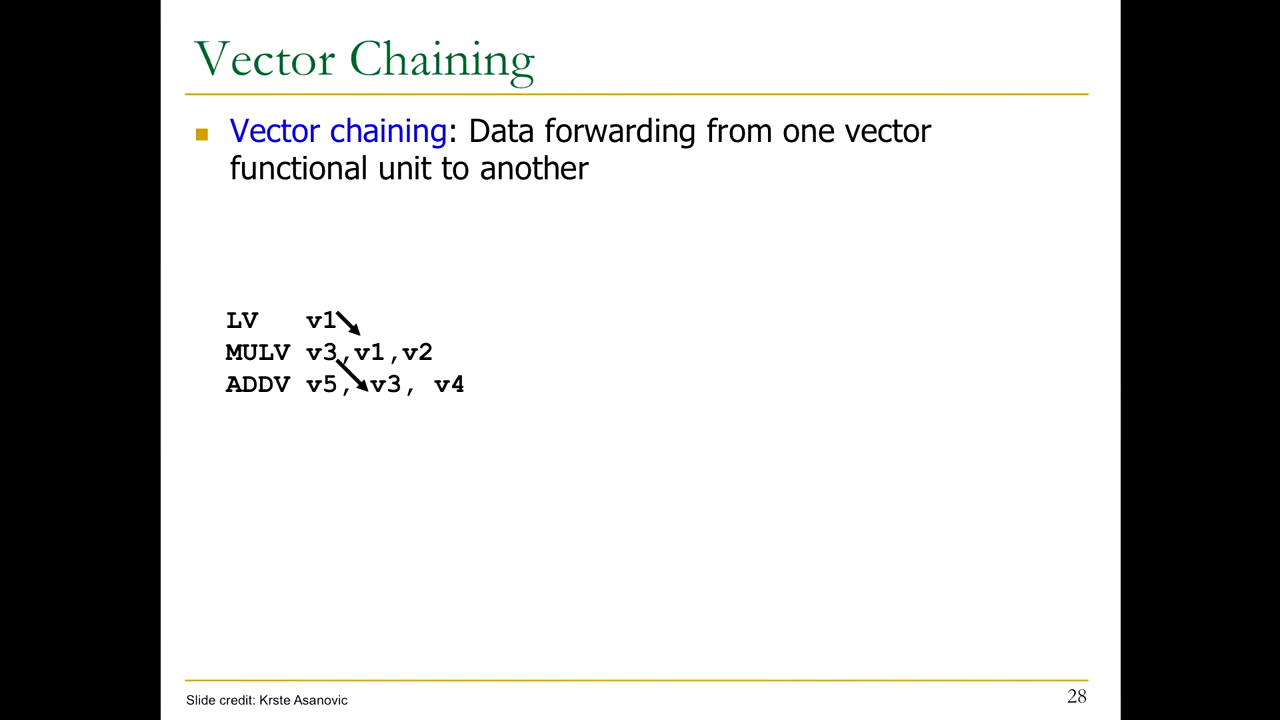 Vector Chaining
Vector chaining: Data forwarding from one vector
functional unit to another
LV v1
MULV v3,v1,v2
ADDV v5, v3, v4
Slide credit: Krste Asanovic
28